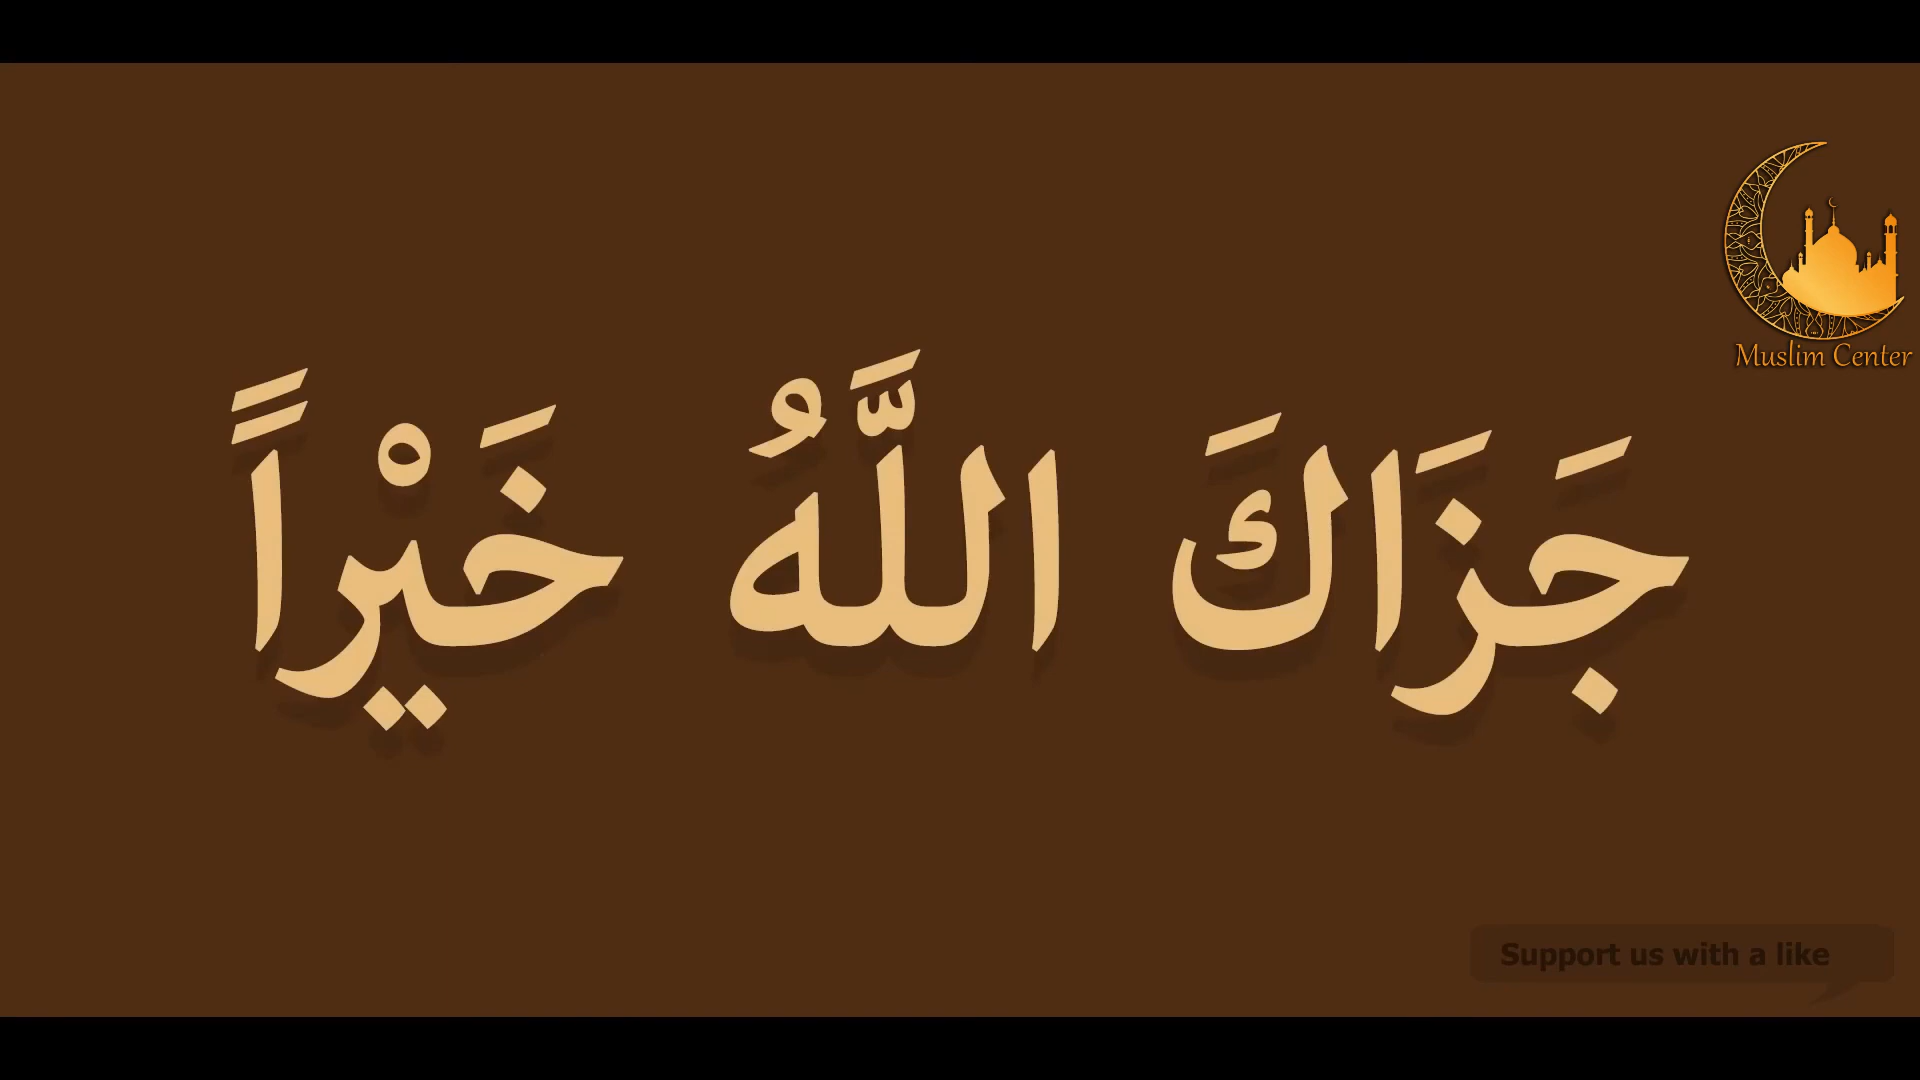 Muslim Center
جَزَاكَ اللَّهُ خَيْراً
Support us with a like